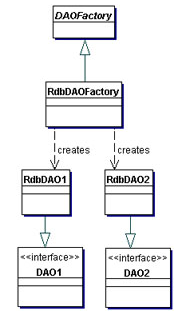 DAOFactory
RdbDAOFactory
creates
creates
RdbDAO1
RdbDAO2
<<interface>>
DAO1
<<interface>>
DAO2